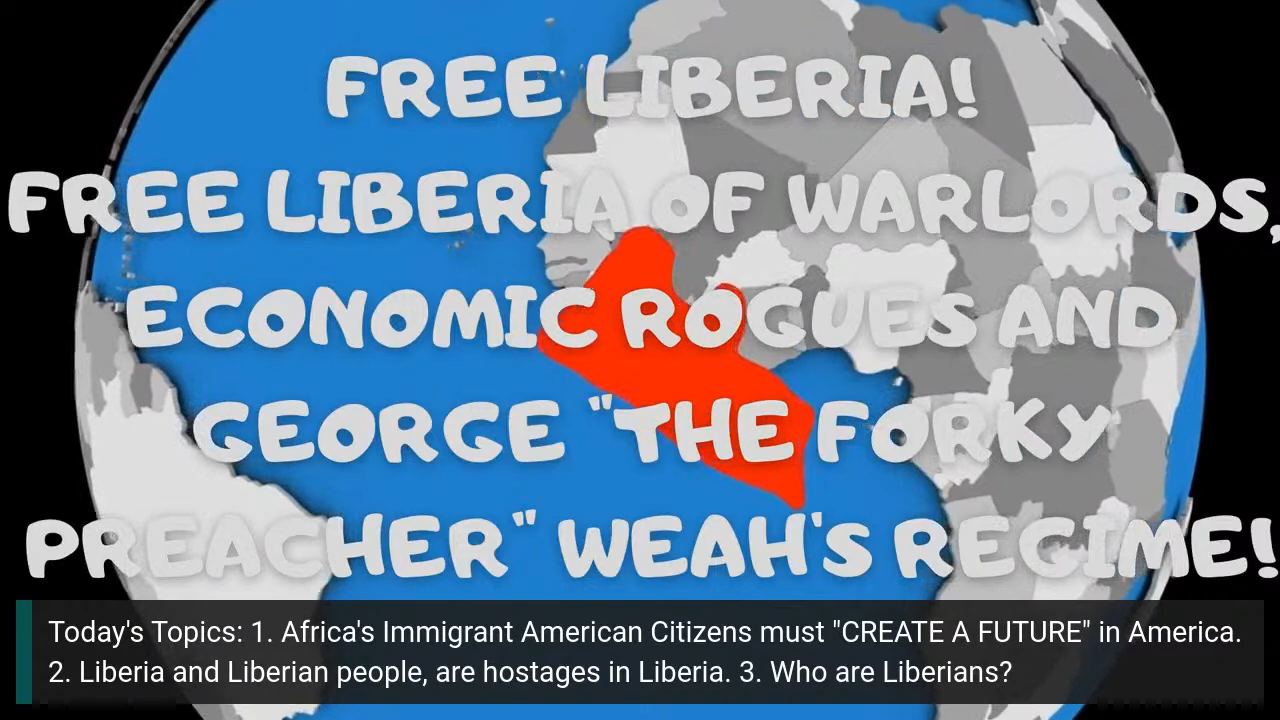 FREE LIBERIA!
FREE LIBERIA OF WARLORDS,
ECONOMIC ROGUES AND
GEORGE "THE FORKY
PREACHER" WEAH'S REGIME!
Today's Topics: 1. Africa's Immigrant American Citizens must "CREATE A FUTURE" in America.
2. Liberia and Liberian people, are hostages in Liberia. 3. Who are Liberians?